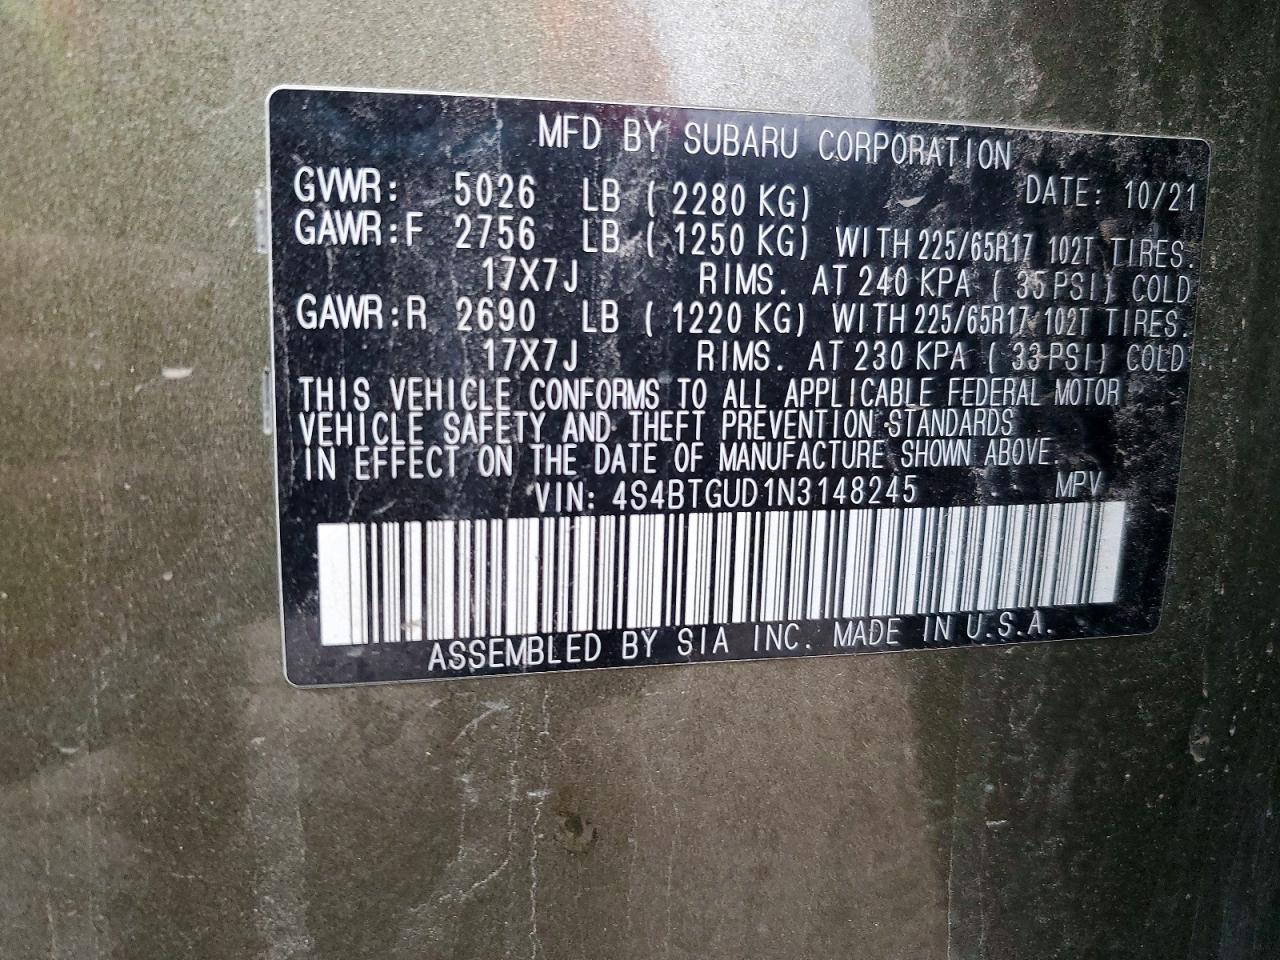 MFD BY SUBARU CORPORATION
GVWR: 5026 LB ( 2280 KG) DATE: 10/21
GAWR:F 2756 LB ( 1250 KG) WITH 225/65R17 102T TIRES.
17X7J RIMS. AT 240 KPA ( 35 PSI) COLD
GAWR:R 2690 LB ( 1220 KG) WITH 225/65R17 102T TIRES.
17X7J RIMS. AT 230 KPA ( 33 PSI) COLD
THIS VEHICLE CONFORMS TO ALL APPLICABLE FEDERAL MOTOR
VEHICLE SAFETY AND THEFT PREVENTION STANDARDS
IN EFFECT ON THE DATE OF MANUFACTURE SHOWN ABOVE.
VIN: 4S4BTGUD1N3148245 MPV
ASSEMBLED BY SIA INC. MADE IN U.S.A.